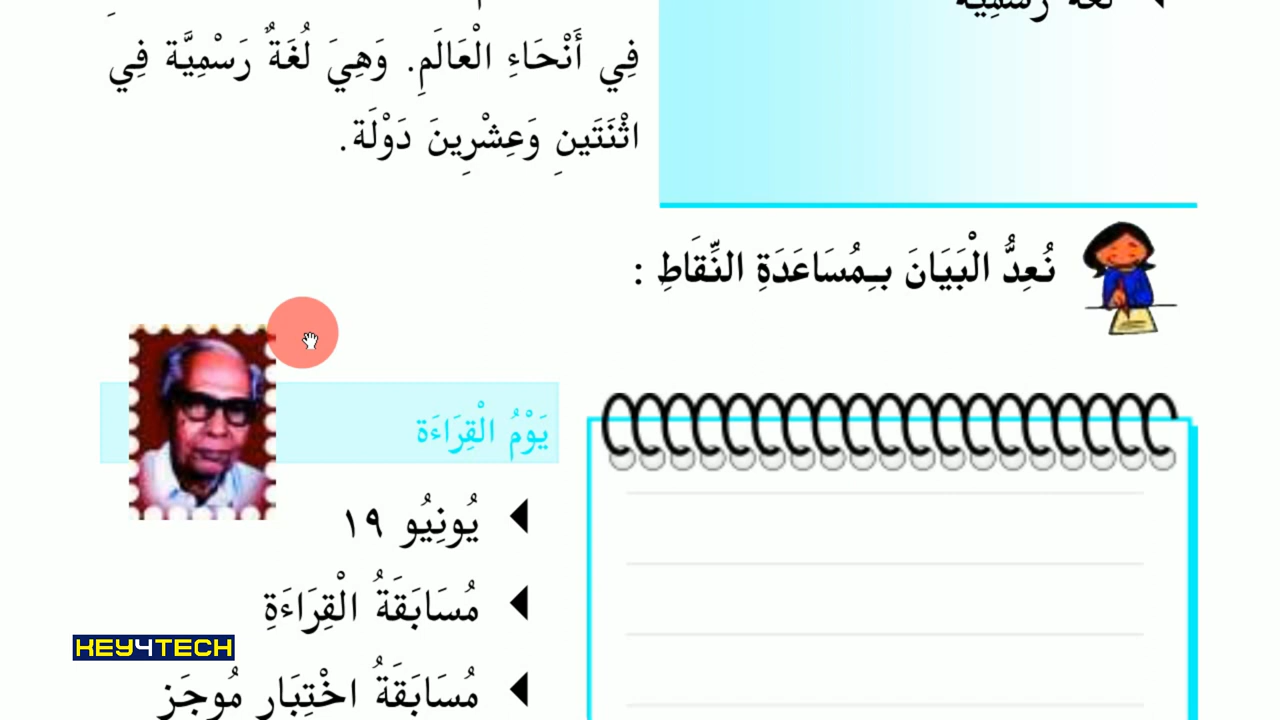 لُغَة رَسْمِيَّة
فِي أَنْحَاءِ الْعَالَمِ. وَهِيَ لُغَةٌ رَسْمِيَّة فِي
اثْنَتَينِ وَعِشْرِينَ دَوْلَة.
نُعِدُّ الْبَيَانَ بِمُسَاعَدَةِ النِّقَاطِ :
يَوْمُ الْقِرَاءَة
يُونِيُو ١٩
مُسَابَقَةُ الْقِرَاءَةِ
مُسَابَقَةُ اخْتِبَارِ مُوجَز
KEY4TECH